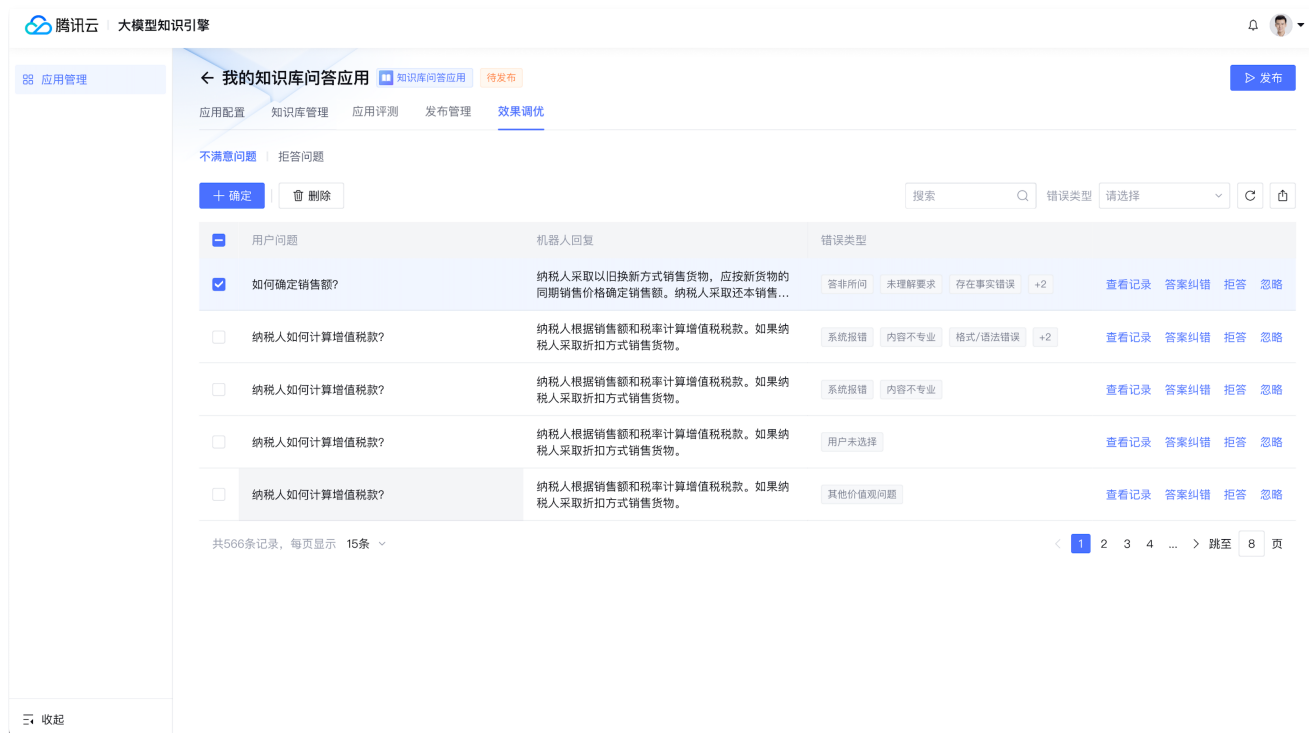 腾讯云 大模型知识引擎
应用管理
我的知识库问答应用 知识库问答应用 待发布 发布
应用配置 知识库管理 应用评测 发布管理 效果调优
不满意问题 拒答问题
确定 删除 搜索 错误类型 请选择
用户问题 机器人回复 错误类型
如何确定销售额? 纳税人采取以旧换新方式销售货物，应按新货物的 答非所问 未理解要求 存在事实错误 +2 查看记录 答案纠错 拒答 忽略
同期销售价格确定销售额。纳税人采取还本销售...
纳税人如何计算增值税款? 纳税人根据销售额和税率计算增值税税款。如果纳 系统报错 内容不专业 格式/语法错误 +2 查看记录 答案纠错 拒答 忽略
税人采取折扣方式销售货物。
纳税人如何计算增值税款? 纳税人根据销售额和税率计算增值税税款。如果纳 系统报错 内容不专业 查看记录 答案纠错 拒答 忽略
税人采取折扣方式销售货物。
纳税人如何计算增值税款? 纳税人根据销售额和税率计算增值税税款。如果纳 用户未选择 查看记录 答案纠错 拒答 忽略
税人采取折扣方式销售货物。
纳税人如何计算增值税款? 纳税人根据销售额和税率计算增值税税款。如果纳 其他价值观问题 查看记录 答案纠错 拒答 忽略
税人采取折扣方式销售货物。
共566条记录，每页显示 15条 1 2 3 4 ... 跳至 8 页
收起